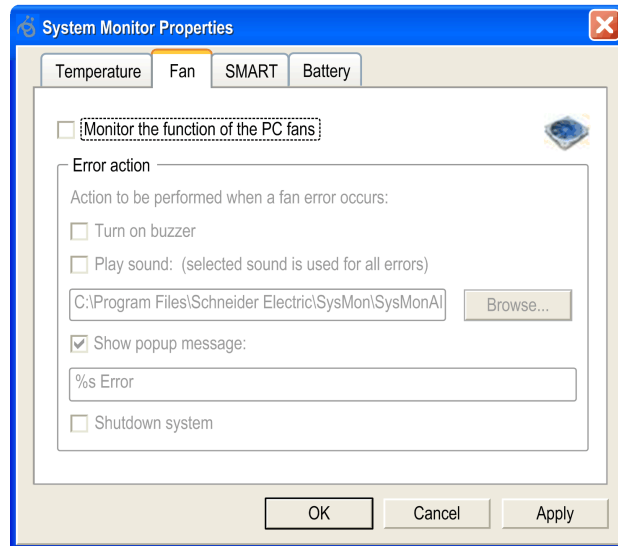 System Monitor Properties
Temperature Fan SMART Battery
Monitor the function of the PC fans
Error action
Action to be performed when a fan error occurs:
Turn on buzzer
Play sound: (selected sound is used for all errors)
C:\Program Files\Schneider Electric\SysMon\SysMonAl Browse...
Show popup message:
%s Error
Shutdown system
OK Cancel Apply